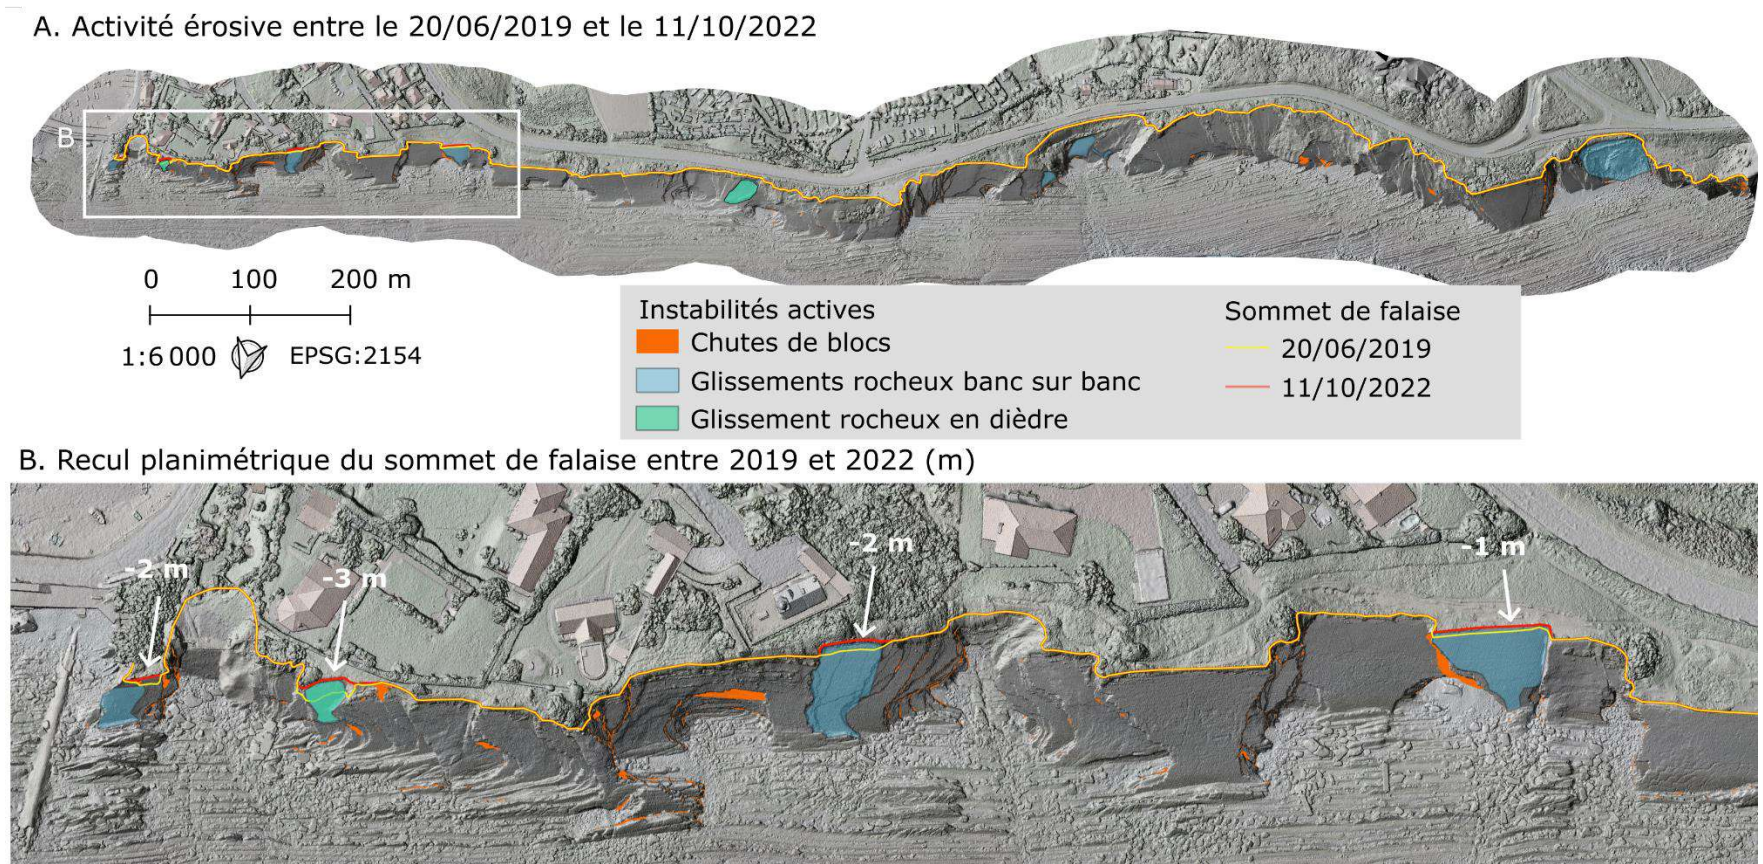 A. Activité érosive entre le 20/06/2019 et le 11/10/2022
B
0 100 200 m
1:6 000 EPSG:2154
Instabilités actives
Chutes de blocs
Glissements rocheux banc sur banc
Glissement rocheux en dièdre
Sommet de falaise
20/06/2019
11/10/2022
B. Recul planimétrique du sommet de falaise entre 2019 et 2022 (m)
-2 m
-3 m
-2 m
-1 m